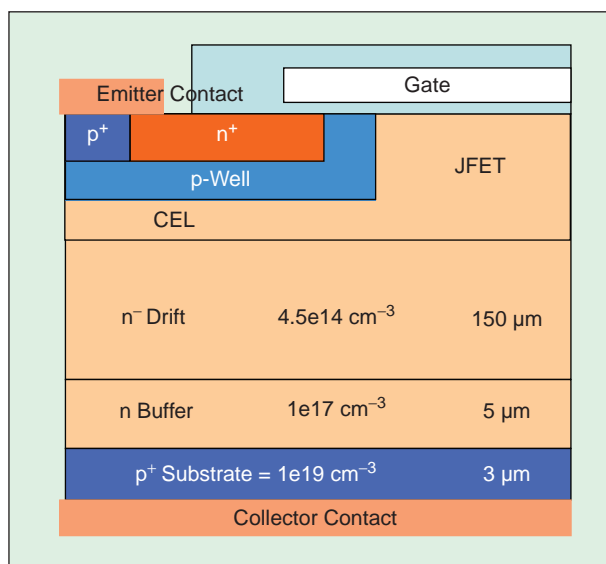 Gate
Emitter Contact
p⁺ n⁺
p-Well
JFET
CEL
n⁻ Drift 4.5e14 cm⁻³ 150 µm
n Buffer 1e17 cm⁻³ 5 µm
p⁺ Substrate = 1e19 cm⁻³ 3 µm
Collector Contact